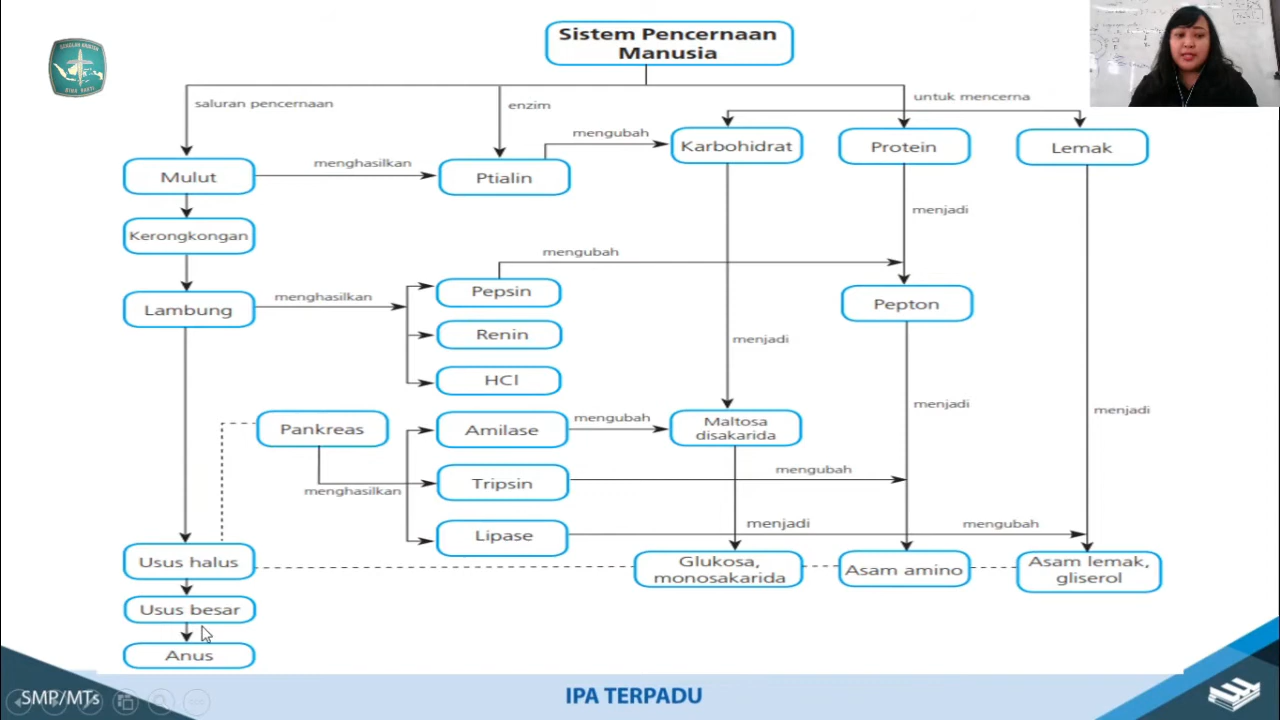 Sistem Pencernaan
Manusia
saluran pencernaan
enzim
untuk mencerna
mengubah
Karbohidrat
Protein
Lemak
menghasilkan
Mulut
Ptialin
menjadi
Kerongkongan
mengubah
Pepsin
menghasilkan
Lambung
Pepton
Renin
menjadi
HCl
menjadi
menjadi
Pankreas
Amilase
mengubah
Maltosa
disakarida
mengubah
menghasilkan
Tripsin
menjadi
mengubah
Lipase
Usus halus
Glukosa,
monosakarida
Asam amino
Asam lemak,
gliserol
Usus besar
Anus
SMP/MTs
IPA TERPADU